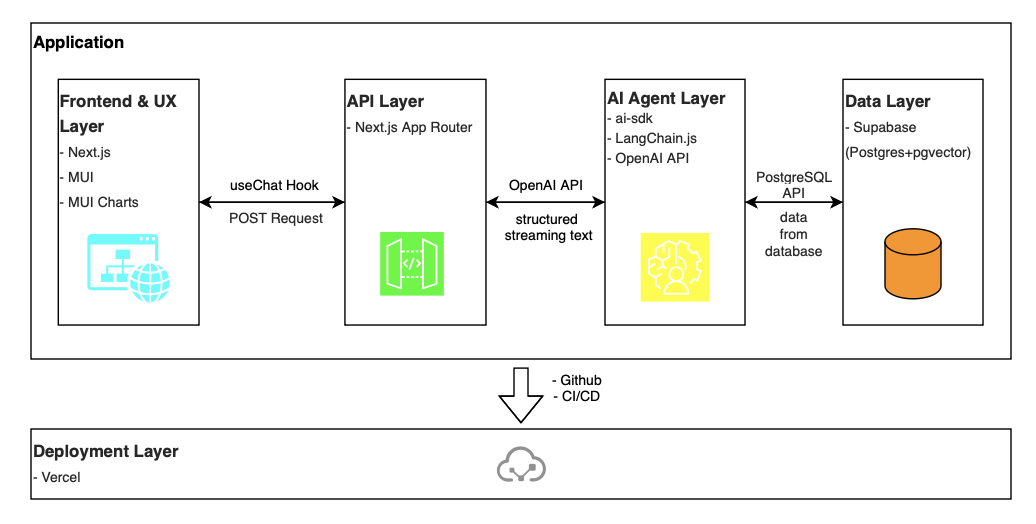 Application
Frontend & UX
Layer
- Next.js
- MUI
- MUI Charts
useChat Hook
POST Request
API Layer
- Next.js App Router
</>
OpenAI API
structured
streaming text
AI Agent Layer
- ai-sdk
- LangChain.js
- OpenAI API
PostgreSQL
API
data
from
database
Data Layer
- Supabase
(Postgres+pgvector)
- Github
- CI/CD
Deployment Layer
- Vercel